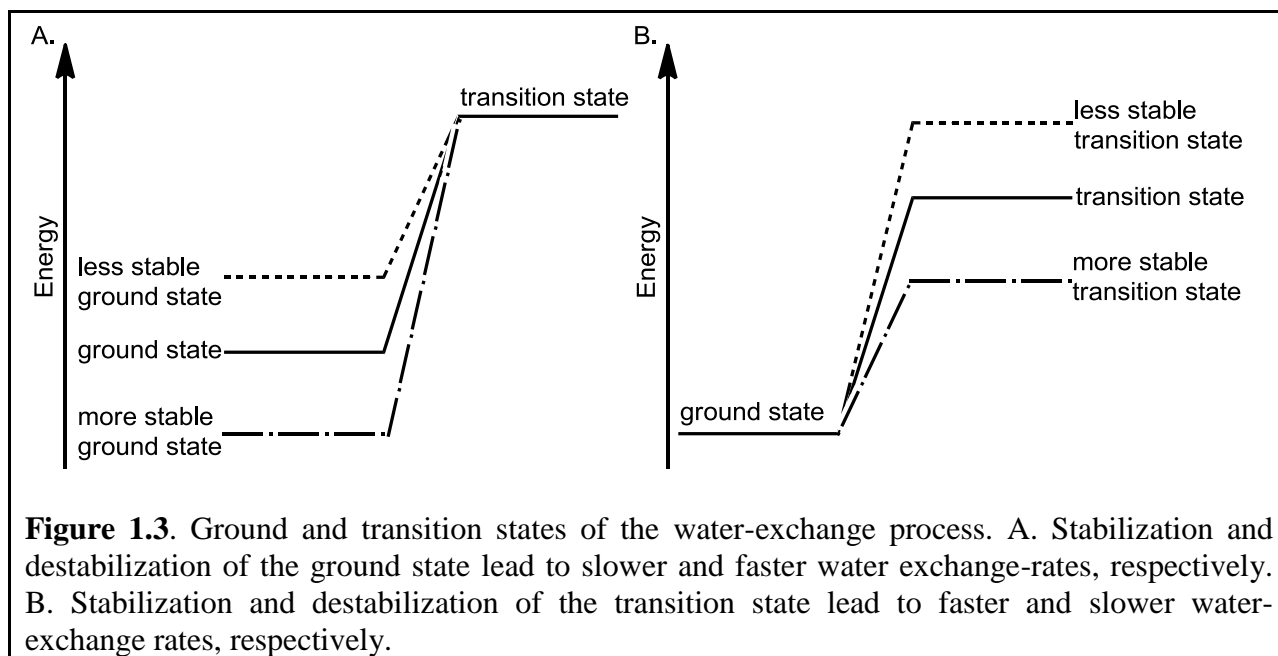 A.
Energy
transition state
less stable
ground state
ground state
more stable
ground state
B.
Energy
less stable
transition state
transition state
more stable
transition state
ground state
Figure 1.3. Ground and transition states of the water-exchange process. A. Stabilization and
destabilization of the ground state lead to slower and faster water exchange-rates, respectively.
B. Stabilization and destabilization of the transition state lead to faster and slower water-
exchange rates, respectively.